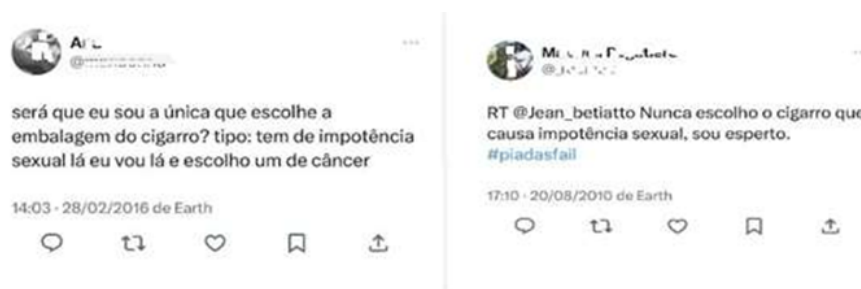 será que eu sou a única que escolhe a
embalagem do cigarro? tipo: tem de impotência
sexual lá eu vou lá e escolho um de câncer
14:03 · 28/02/2016 de Earth
RT @Jean_betiatto Nunca escolho o cigarro que
causa impotência sexual, sou esperto.
#piadasfail
17:10 · 20/08/2010 de Earth